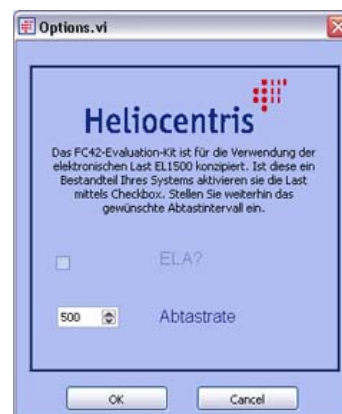 Options.vi
Heliocentris
Das FC42-Evaluation-Kit ist für die Verwendung der
elektronischen Last EL1500 konzipiert. Ist diese ein
Bestandteil Ihres Systems aktivieren sie die Last
mittels Checkbox. Stellen Sie weiterhin das
gewünschte Abtastintervall ein.
ELA?
500 Abtastrate
OK Cancel